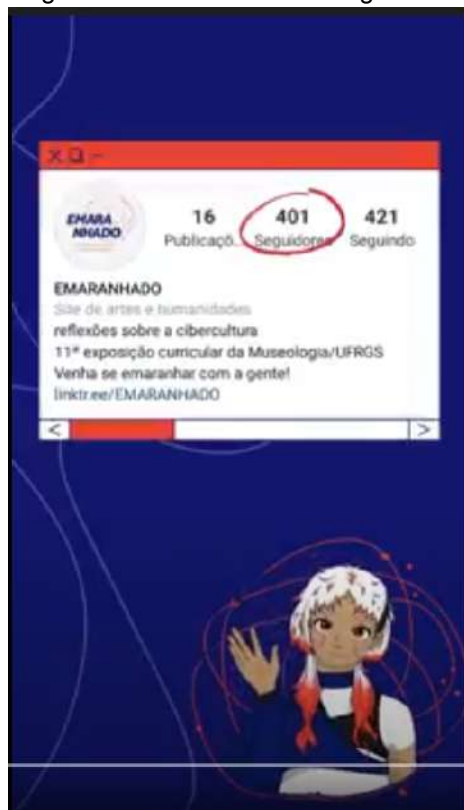 EMARA
NHADO
16 401 421
Publicaçõ... Seguidores Seguindo
EMARANHADO
Site de artes e humanidades
reflexões sobre a cibercultura
11ª exposição curricular da Museologia/UFRGS
Venha se emaranhar com a gente!
linktr.ee/EMARANHADO